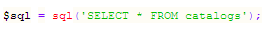 $sql = sql('SELECT * FROM catalogs');